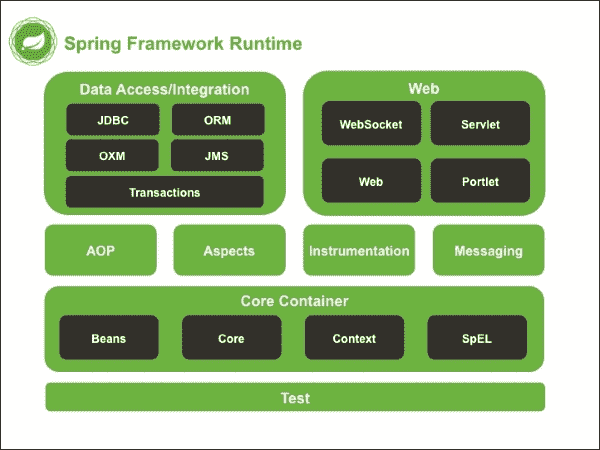 Spring Framework Runtime
Data Access/Integration
JDBC
ORM
OXM
JMS
Transactions
Web
WebSocket
Servlet
Web
Portlet
AOP
Aspects
Instrumentation
Messaging
Core Container
Beans
Core
Context
SpEL
Test